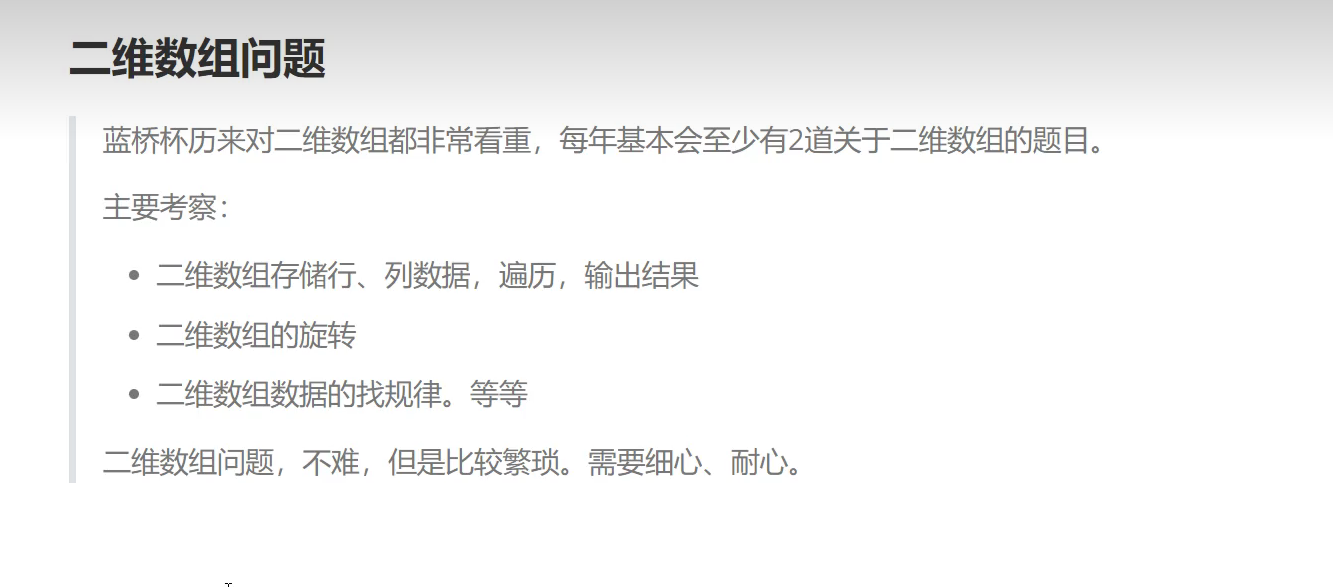 二维数组问题
蓝桥杯历来对二维数组都非常看重，每年基本会至少有2道关于二维数组的题目。
主要考察：
二维数组存储行、列数据，遍历，输出结果
二维数组的旋转
二维数组数据的找规律。等等
二维数组问题，不难，但是比较繁琐。需要细心、耐心。